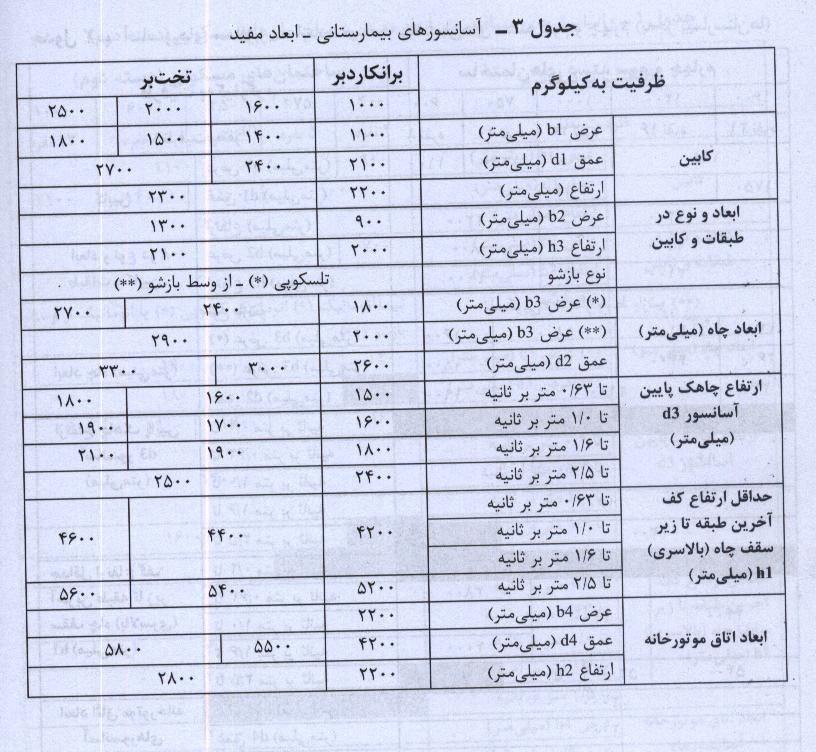 جدول ۳ ــ آسانسورهای بیمارستانی ــ ابعاد مفید
ظرفیت به کیلوگرم برانکاردبر تخت‌بر
۱۰۰۰ ۱۶۰۰ ۲۰۰۰ ۲۵۰۰
کابین
عرض b1 (میلی‌متر) ۱۱۰۰ ۱۴۰۰ ۱۵۰۰ ۱۸۰۰
عمق d1 (میلی‌متر) ۲۱۰۰ ۲۴۰۰ ۲۷۰۰
ارتفاع (میلی‌متر) ۲۲۰۰ ۲۳۰۰
ابعاد و نوع در
طبقات و کابین
عرض b2 (میلی‌متر) ۹۰۰ ۱۳۰۰
ارتفاع h3 (میلی‌متر) ۲۰۰۰ ۲۱۰۰
نوع بازشو تلسکوپی (*) ــ از وسط بازشو (**)
ابعاد چاه (میلی‌متر)
(*) عرض b3 (میلی‌متر) ۱۸۰۰ ۲۴۰۰ ۲۷۰۰
(**) عرض b3 (میلی‌متر) ۲۰۰۰ ۲۹۰۰
عمق d2 (میلی‌متر) ۲۶۰۰ ۳۰۰۰ ۳۳۰۰
ارتفاع چاهک پایین
آسانسور d3
(میلی‌متر)
تا ۰/۶۳ متر بر ثانیه ۱۵۰۰ ۱۶۰۰ ۱۸۰۰
تا ۱/۰ متر بر ثانیه ۱۶۰۰ ۱۷۰۰ ۱۹۰۰
تا ۱/۶ متر بر ثانیه ۱۸۰۰ ۱۹۰۰ ۲۱۰۰
تا ۲/۵ متر بر ثانیه ۲۴۰۰ ۲۵۰۰
حداقل ارتفاع کف
آخرین طبقه تا زیر
سقف چاه (بالاسری)
h1 (میلی‌متر)
تا ۰/۶۳ متر بر ثانیه
تا ۱/۰ متر بر ثانیه ۴۲۰۰ ۴۴۰۰ ۴۶۰۰
تا ۱/۶ متر بر ثانیه
تا ۲/۵ متر بر ثانیه ۵۲۰۰ ۵۴۰۰ ۵۶۰۰
ابعاد اتاق موتورخانه
عرض b4 (میلی‌متر) ۲۲۰۰
عمق d4 (میلی‌متر) ۴۲۰۰ ۵۵۰۰ ۵۸۰۰
ارتفاع h2 (میلی‌متر) ۲۲۰۰ ۲۸۰۰